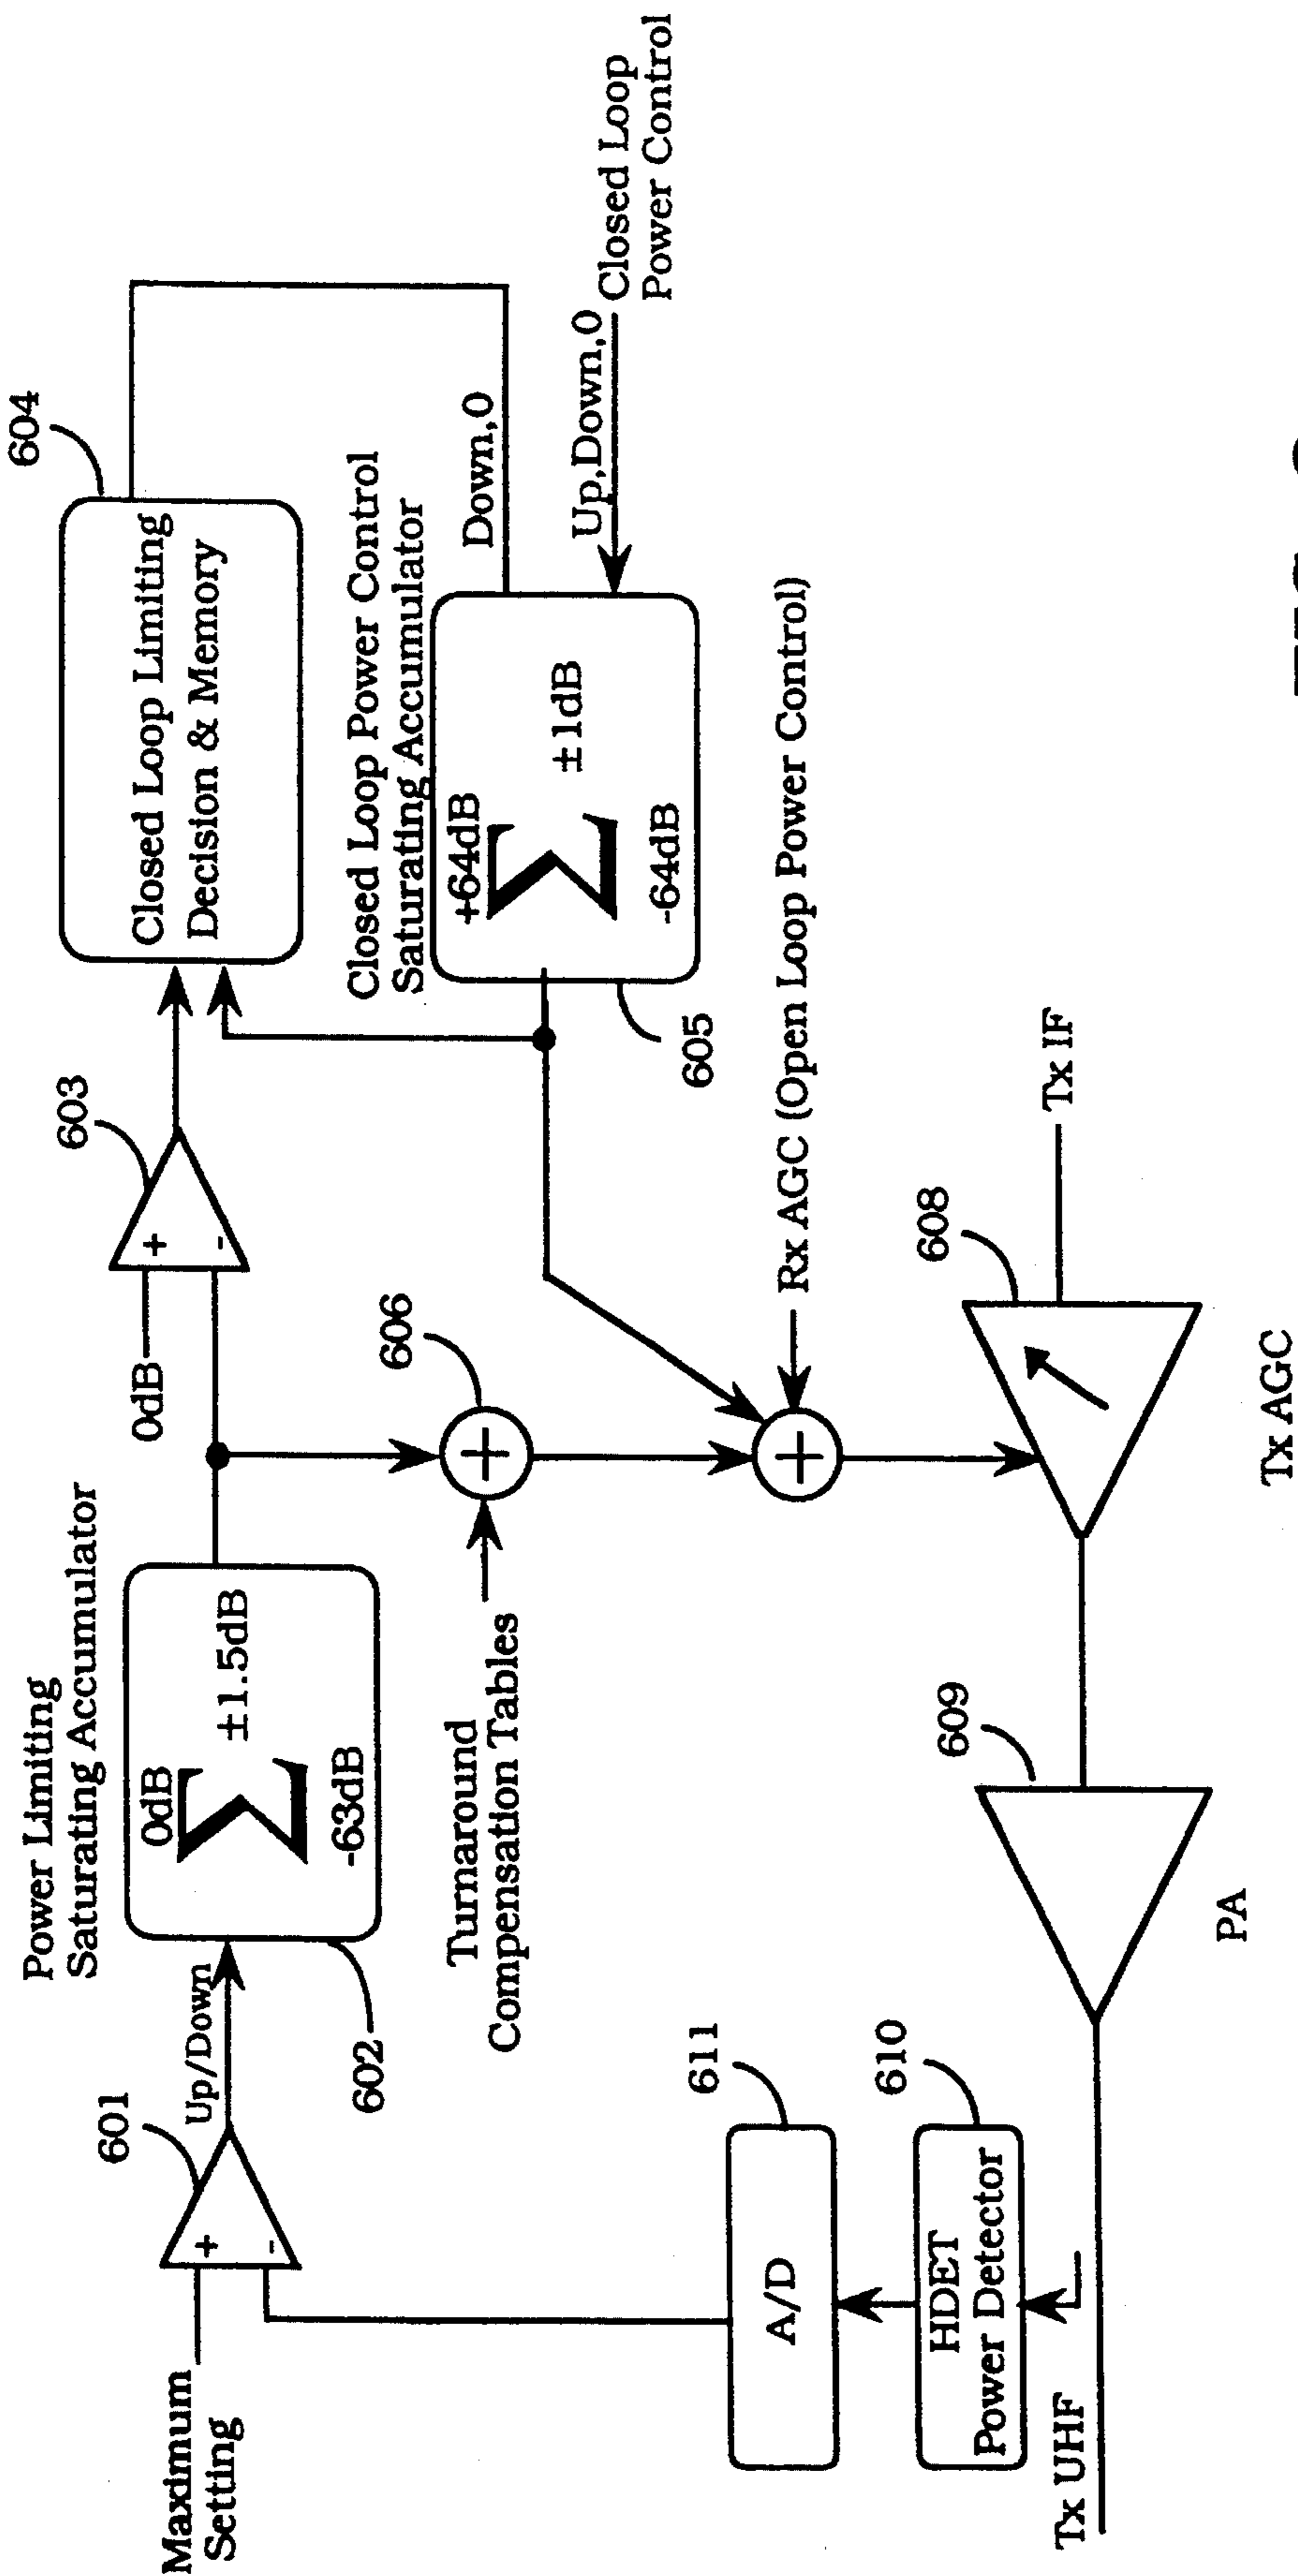 Power Limiting
Saturating Accumulator
Maximum
Setting
601
+
-
Up/Down
0dB
±1.5dB
-63dB
602
0dB
+
-
603
604
Closed Loop Limiting
Decision & Memory
Closed Loop Power Control
Saturating Accumulator
Down,0
Up,Down,0
Closed Loop
Power Control
+64dB
±1dB
-64dB
605
Turnaround
Compensation Tables
606
+
+
Rx AGC (Open Loop Power Control)
611
A/D
610
HDET
Power Detector
Tx UHF
609
PA
608
Tx IF
Tx AGC